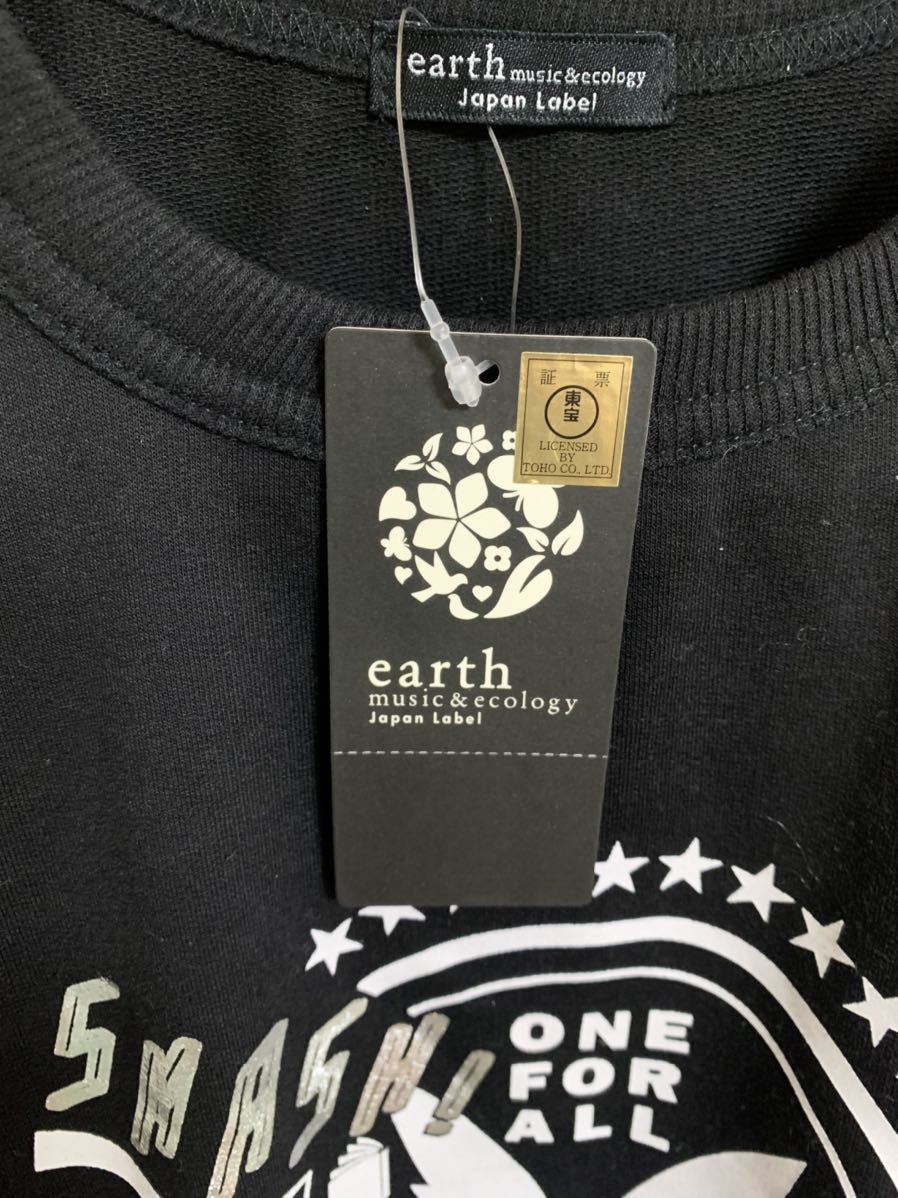 earth music&ecology
Japan Label
証 票
東宝
LICENSED
BY
TOHO CO., LTD.
earth
music&ecology
Japan Label
SMASH!
ONE
FOR
ALL